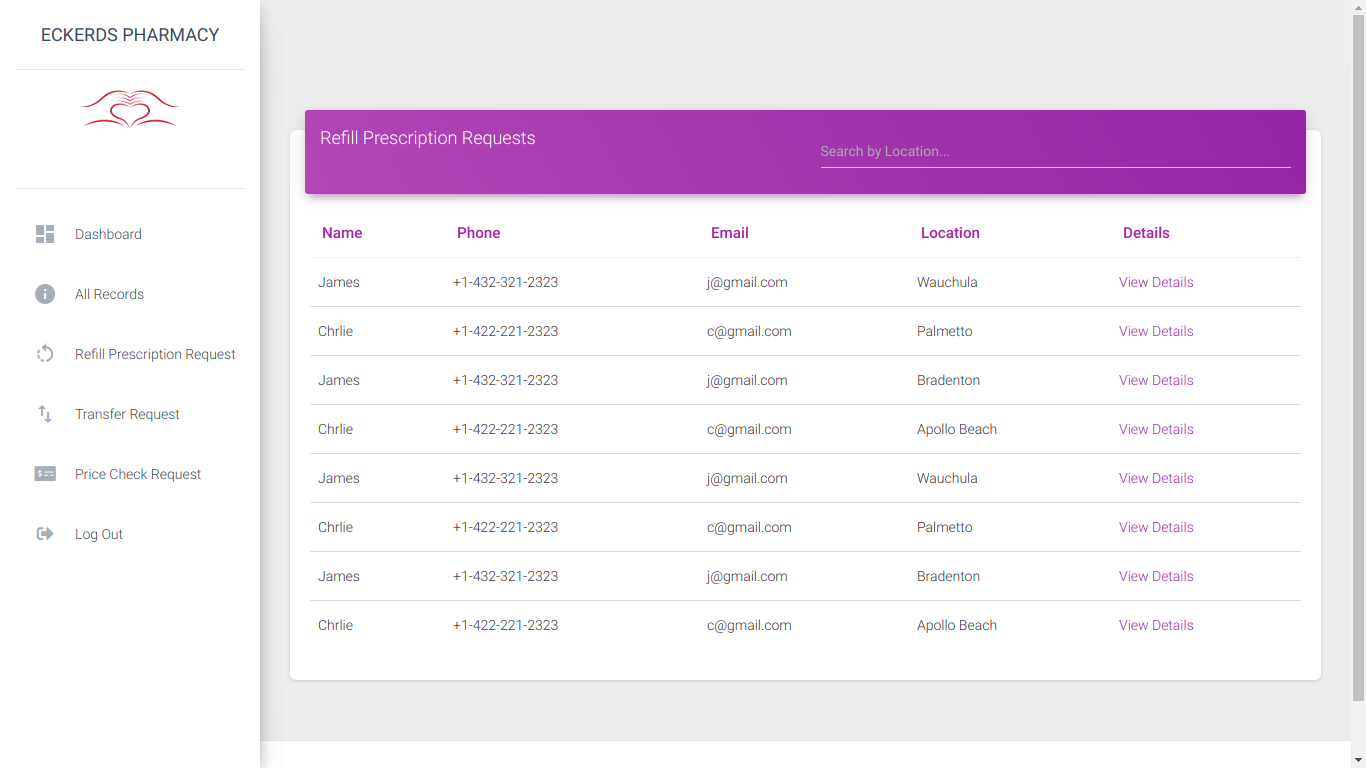 ECKERDS PHARMACY
Dashboard
All Records
Refill Prescription Request
Transfer Request
Price Check Request
Log Out
Refill Prescription Requests
Search by Location...
Name Phone Email Location Details
James +1-432-321-2323 j@gmail.com Wauchula View Details
Chrlie +1-422-221-2323 c@gmail.com Palmetto View Details
James +1-432-321-2323 j@gmail.com Bradenton View Details
Chrlie +1-422-221-2323 c@gmail.com Apollo Beach View Details
James +1-432-321-2323 j@gmail.com Wauchula View Details
Chrlie +1-422-221-2323 c@gmail.com Palmetto View Details
James +1-432-321-2323 j@gmail.com Bradenton View Details
Chrlie +1-422-221-2323 c@gmail.com Apollo Beach View Details